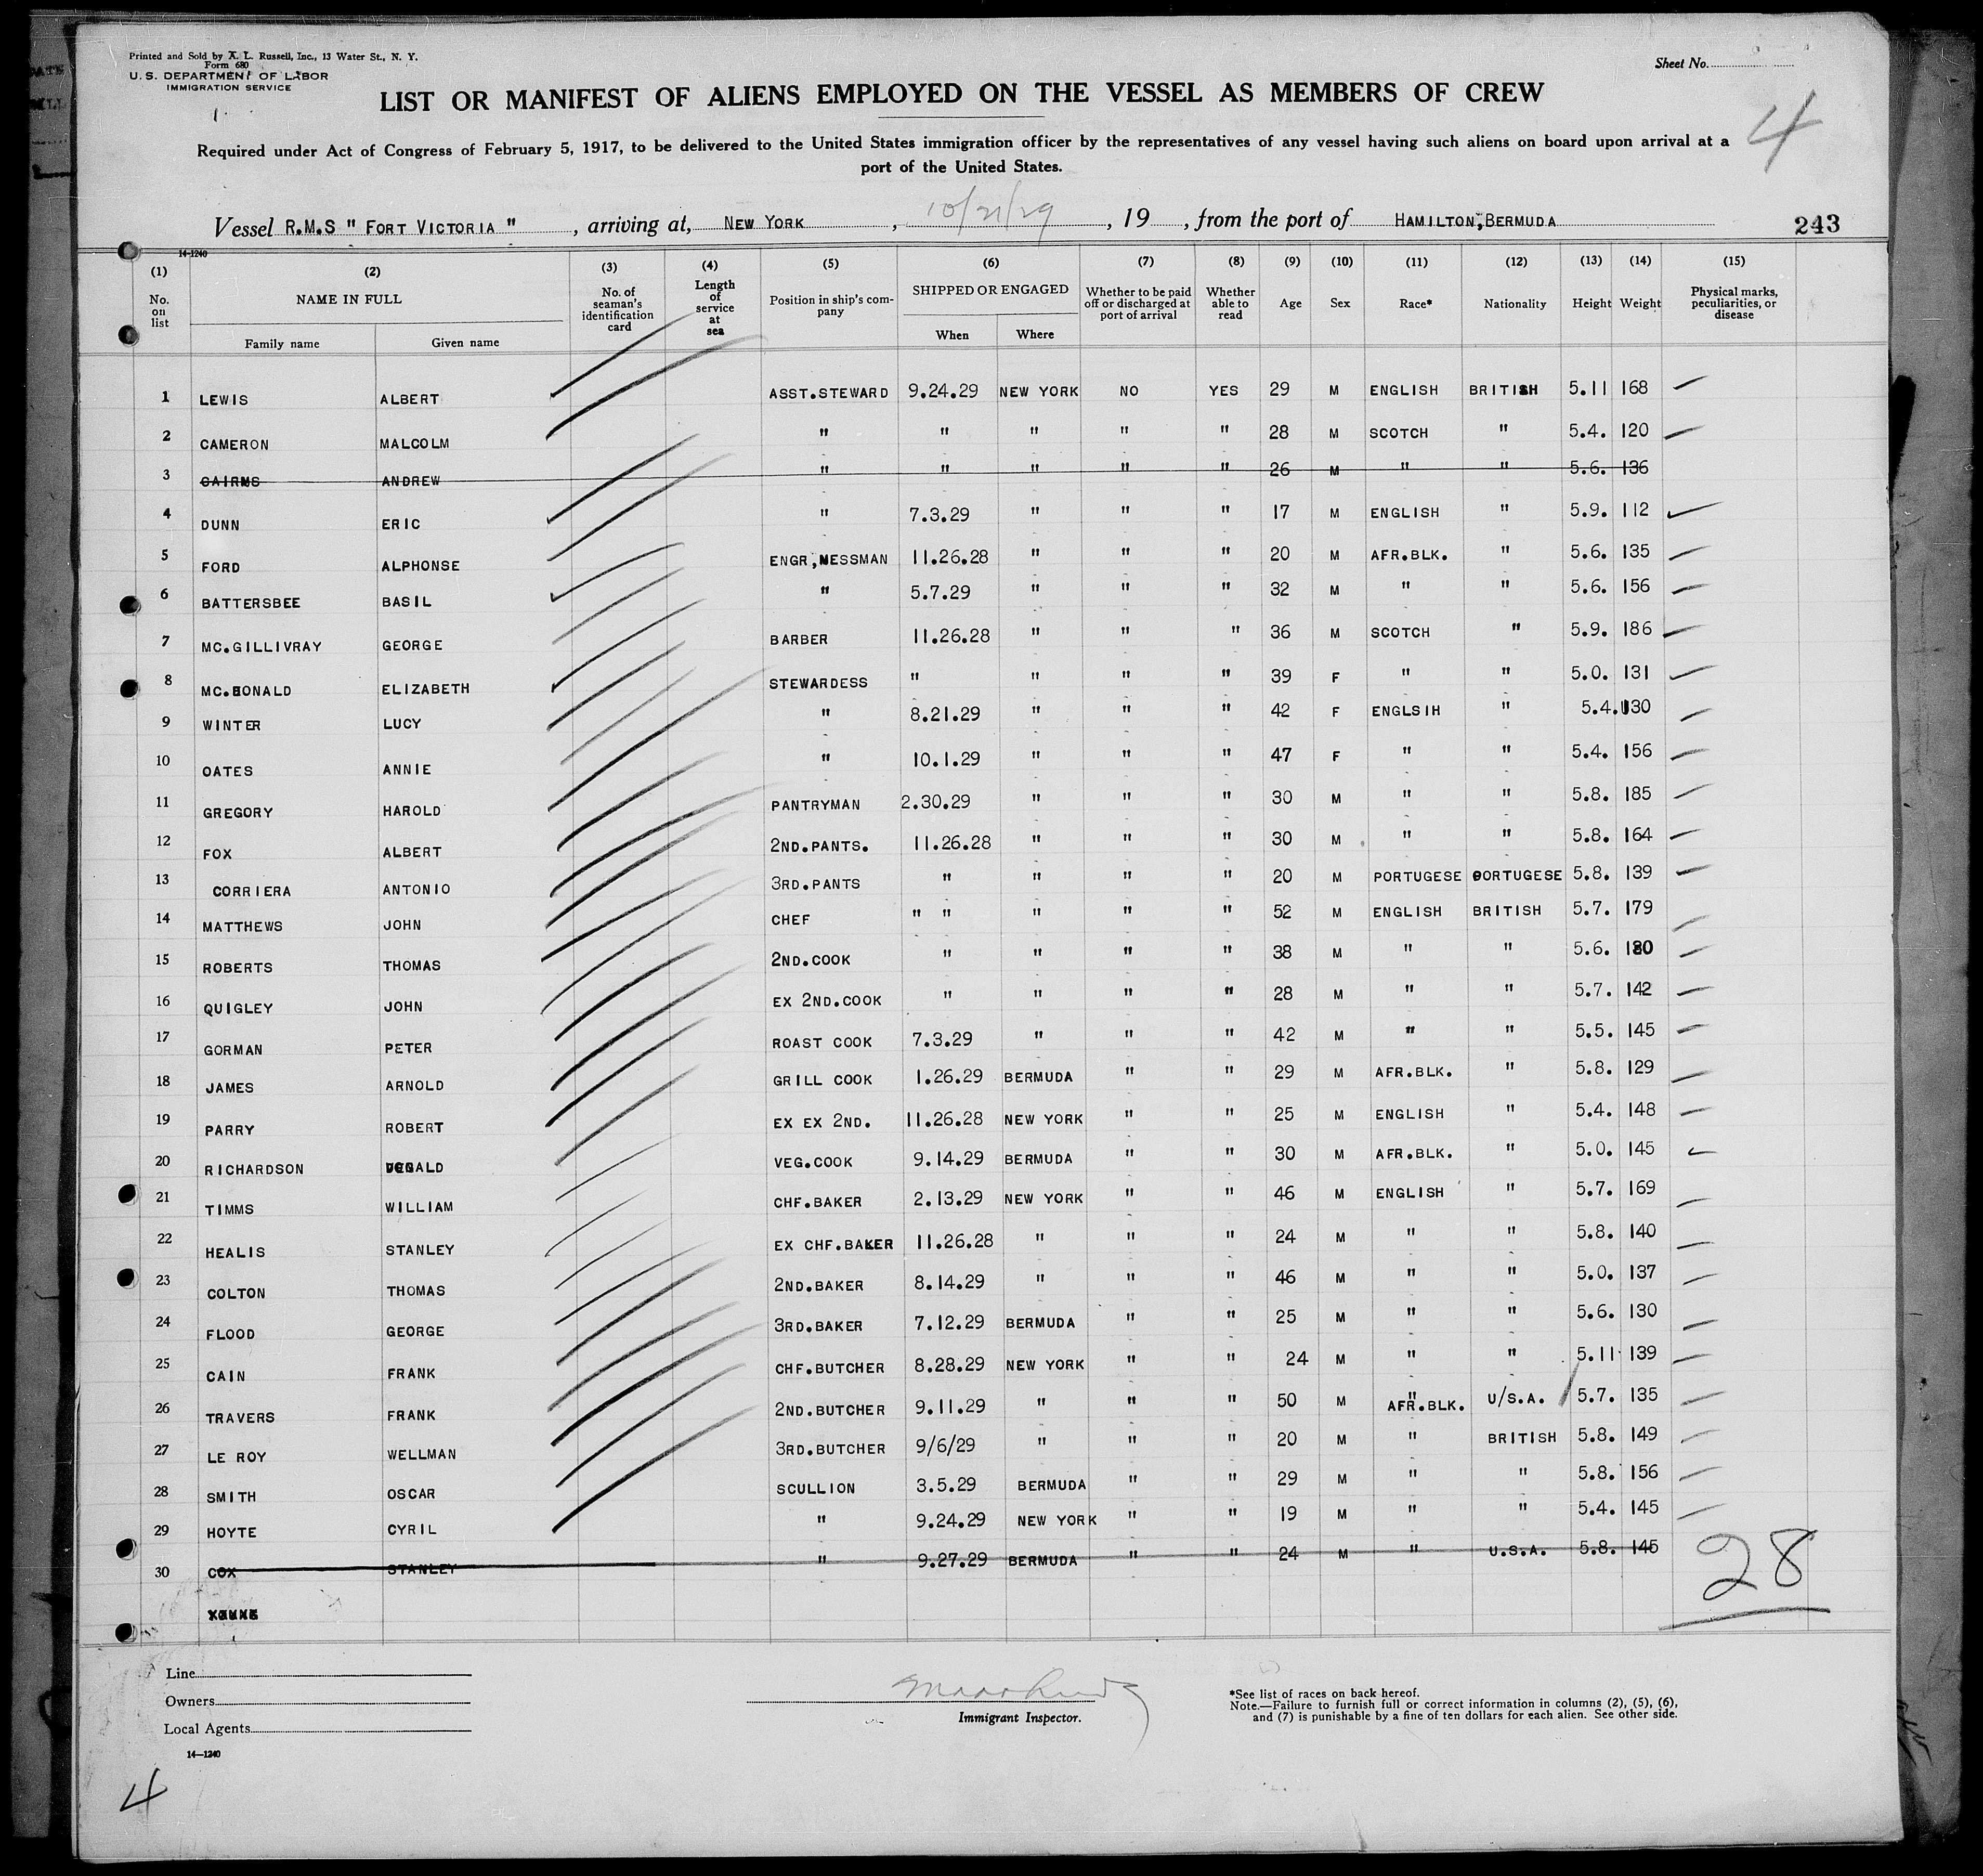 Printed and Sold by A. L. Russell, Inc., 13 Water St., N. Y.
Form 680
U. S. DEPARTMENT OF LABOR
IMMIGRATION SERVICE
Sheet No.
LIST OR MANIFEST OF ALIENS EMPLOYED ON THE VESSEL AS MEMBERS OF CREW
4
Required under Act of Congress of February 5, 1917, to be delivered to the United States immigration officer by the representatives of any vessel having such aliens on board upon arrival at a
port of the United States.
Vessel R.M.S " FORT VICTORIA " , arriving at, NEW YORK , 10/21/29 , 19 , from the port of HAMILTON, BERMUDA 243
14-1240
(1) (2) (3) (4) (5) (6) (7) (8) (9) (10) (11) (12) (13) (14) (15)
No. on list NAME IN FULL Family name Given name No. of seaman's identification card Length of service at sea Position in ship's company SHIPPED OR ENGAGED When Where Whether to be paid off or discharged at port of arrival Whether able to read Age Sex Race* Nationality Height Weight Physical marks, peculiarities, or disease
1 LEWIS ALBERT ASST.STEWARD 9.24.29 NEW YORK NO YES 29 M ENGLISH BRITISH 5.11 168
2 CAMERON MALCOLM " " " " " 28 M SCOTCH " 5.4. 120
3 CAIRNS ANDREW " " " " " 26 M " " 5.6. 136
4 DUNN ERIC " 7.3.29 " " " 17 M ENGLISH " 5.9. 112
5 FORD ALPHONSE ENGR,MESSMAN 11.26.28 " " " 20 M AFR.BLK. " 5.6. 135
6 BATTERSBEE BASIL " 5.7.29 " " " 32 M " " 5.6. 156
7 MC.GILLIVRAY GEORGE BARBER 11.26.28 " " " 36 M SCOTCH " 5.9. 186
8 MC.DONALD ELIZABETH STEWARDESS " " " " 39 F " " 5.0. 131
9 WINTER LUCY " 8.21.29 " " " 42 F ENGLSIH " 5.4. 130
10 OATES ANNIE " 10.1.29 " " " 47 F " " 5.4. 156
11 GREGORY HAROLD PANTRYMAN 2.30.29 " " " 30 M " " 5.8. 185
12 FOX ALBERT 2ND.PANTS. 11.26.28 " " " 30 M " " 5.8. 164
13 CORRIERA ANTONIO 3RD.PANTS " " " " 20 M PORTUGESE PORTUGESE 5.8. 139
14 MATTHEWS JOHN CHEF " " " " " 52 M ENGLISH BRITISH 5.7. 179
15 ROBERTS THOMAS 2ND.COOK " " " " 38 M " " 5.6. 180
16 QUIGLEY JOHN EX 2ND.COOK " " " " 28 M " " 5.7. 142
17 GORMAN PETER ROAST COOK 7.3.29 " " " 42 M " " 5.5. 145
18 JAMES ARNOLD GRILL COOK 1.26.29 BERMUDA " " 29 M AFR.BLK. " 5.8. 129
19 PARRY ROBERT EX EX 2ND. 11.26.28 NEW YORK " " 25 M ENGLISH " 5.4. 148
20 RICHARDSON VEG.COOK 9.14.29 BERMUDA " " 30 M AFR.BLK. " 5.0. 145
21 TIMMS WILLIAM CHF.BAKER 2.13.29 NEW YORK " " 46 M ENGLISH " 5.7. 169
22 HEALIS STANLEY EX CHF.BAKER 11.26.28 " " " 24 M " " 5.8. 140
23 COLTON THOMAS 2ND.BAKER 8.14.29 " " " 46 M " " 5.0. 137
24 FLOOD GEORGE 3RD.BAKER 7.12.29 BERMUDA " " 25 M " " 5.6. 130
25 CAIN FRANK CHF.BUTCHER 8.28.29 NEW YORK " " 24 M " " 5.11 139
26 TRAVERS FRANK 2ND.BUTCHER 9.11.29 " " " 50 M " AFR.BLK. U/S.A. 5.7. 135
27 LE ROY WELLMAN 3RD.BUTCHER 9/6/29 " " " 20 M " BRITISH 5.8. 149
28 SMITH OSCAR SCULLION 3.5.29 BERMUDA " " 29 M " " 5.8. 156
29 HOYTE CYRIL " 9.24.29 NEW YORK " " 19 M " " 5.4. 145
30 COX STANLEY " 9.27.29 BERMUDA " " 24 M " U.S.A. 5.8. 145
28
Line
Owners
Local Agents
14—1240
Immigrant Inspector.
*See list of races on back hereof.
Note.—Failure to furnish full or correct information in columns (2), (5), (6),
and (7) is punishable by a fine of ten dollars for each alien. See other side.
4